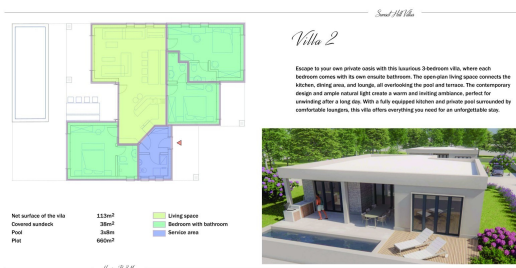 Sunset Hill Villas
Villa 2
Escape to your own private oasis with this luxurious 3-bedroom villa, where each
bedroom comes with its own ensuite bathroom. The open-plan living space connects the
kitchen, dining area, and lounge, all overlooking the pool and terrace. The contemporary
design and ample natural light create a warm and inviting ambiance, perfect for
unwinding after a long day. With a fully equipped kitchen and private pool surrounded by
comfortable loungers, this villa offers everything you need for an unforgettable stay.
Net surface of the vila 113m²
Covered sundeck 38m²
Pool 3x8m
Plot 660m²
Living space
Bedroom with bathroom
Service area